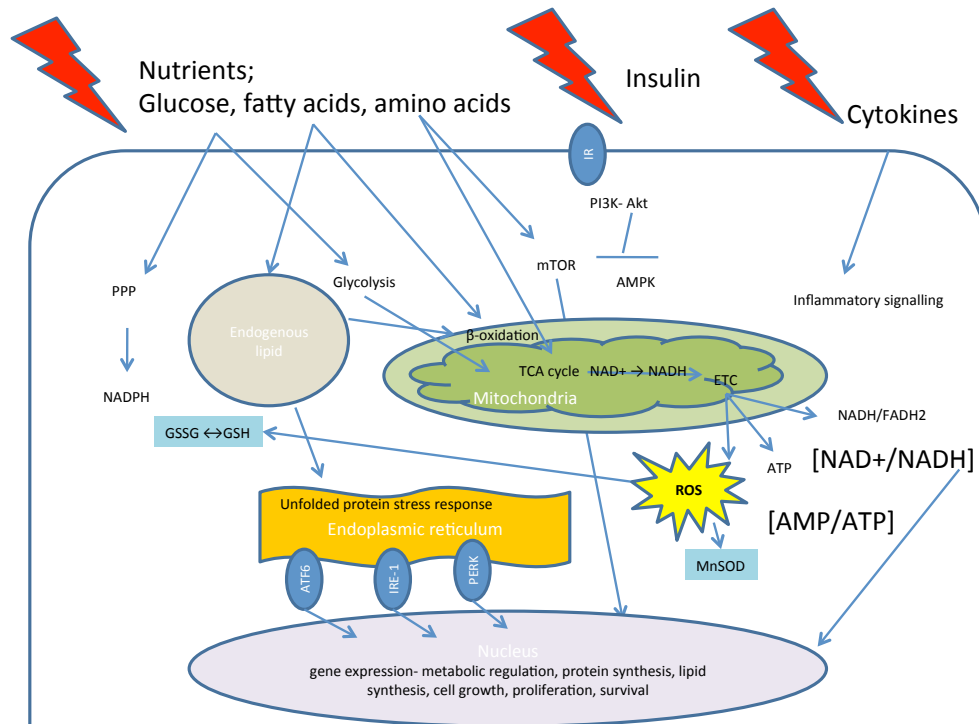 Nutrients;
Glucose, fatty acids, amino acids
Insulin
Cytokines
IR
PI3K- Akt
mTOR
AMPK
PPP
Glycolysis
Inflammatory signalling
Endogenous
lipid
β-oxidation
TCA cycle
NAD+ → NADH
ETC
Mitochondria
NADPH
NADH/FADH2
GSSG ↔GSH
ATP
[NAD+/NADH]
ROS
[AMP/ATP]
Unfolded protein stress response
Endoplasmic reticulum
MnSOD
ATF6
IRE-1
PERK
Nucleus
gene expression- metabolic regulation, protein synthesis, lipid
synthesis, cell growth, proliferation, survival